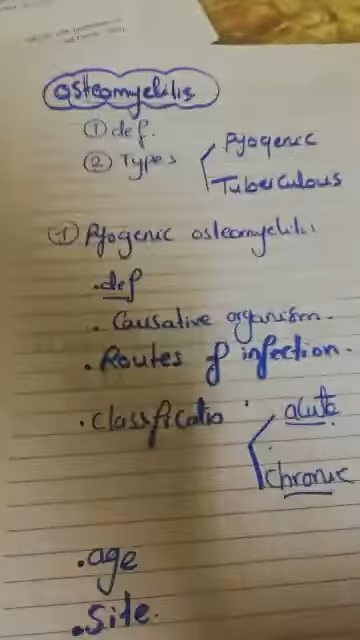 osteomyelitis
① def.
② Types
Pyogenic
Tuberculous
① Pyogenic osteomyelitis
. def
. Causative organism.
. Routes of infection.
. classificatio
acute
chronic
. age
. Site.